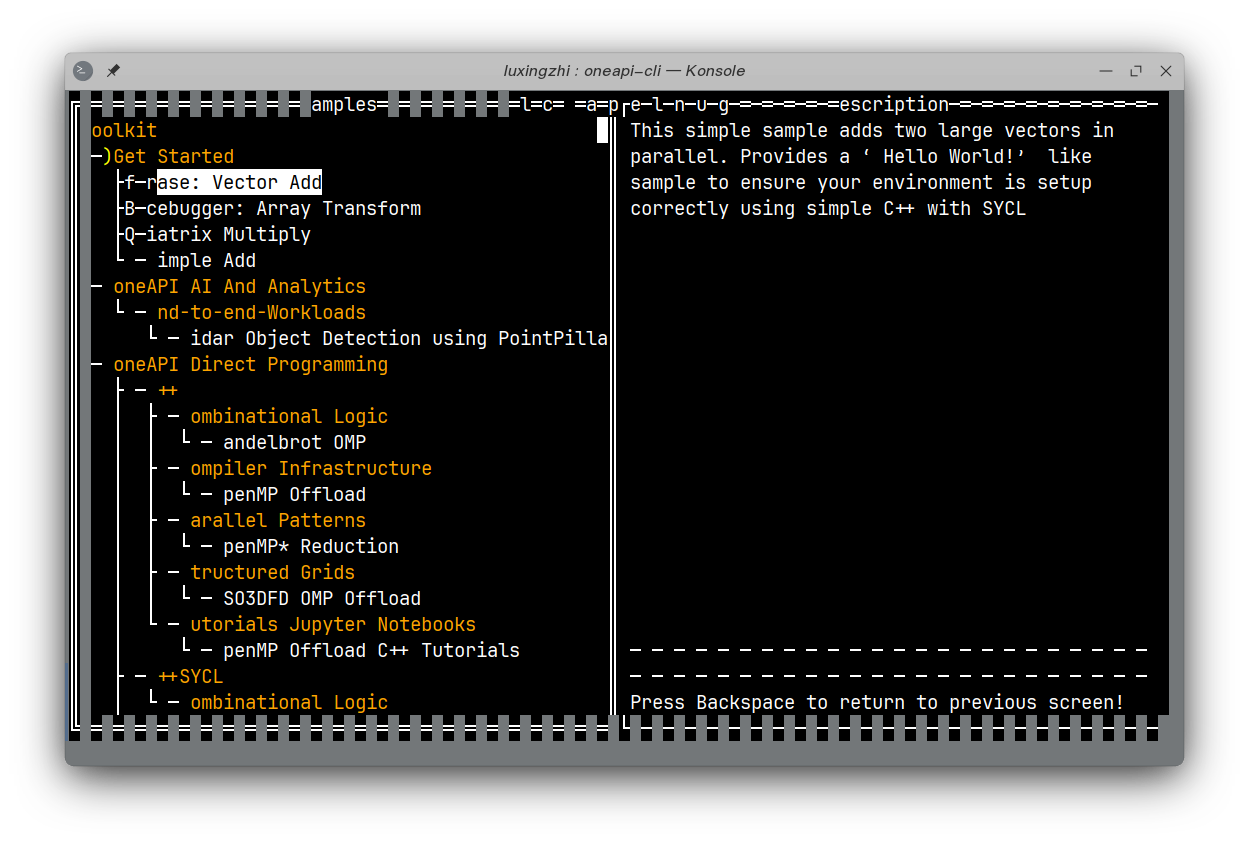 luxingzhi : oneapi-cli — Konsole
amples l=c= =a=p e-l-n-u-g escription
oolkit
Get Started
f-rase: Vector Add
B-cebugger: Array Transform
Q-iatrix Multiply
imple Add
oneAPI AI And Analytics
nd-to-end-Workloads
idar Object Detection using PointPilla
oneAPI Direct Programming
++
ombinational Logic
andelbrot OMP
ompiler Infrastructure
penMP Offload
arallel Patterns
penMP* Reduction
tructured Grids
SO3DFD OMP Offload
utorials Jupyter Notebooks
penMP Offload C++ Tutorials
++SYCL
ombinational Logic
This simple sample adds two large vectors in
parallel. Provides a ‘ Hello World!’  like
sample to ensure your environment is setup
correctly using simple C++ with SYCL
Press Backspace to return to previous screen!